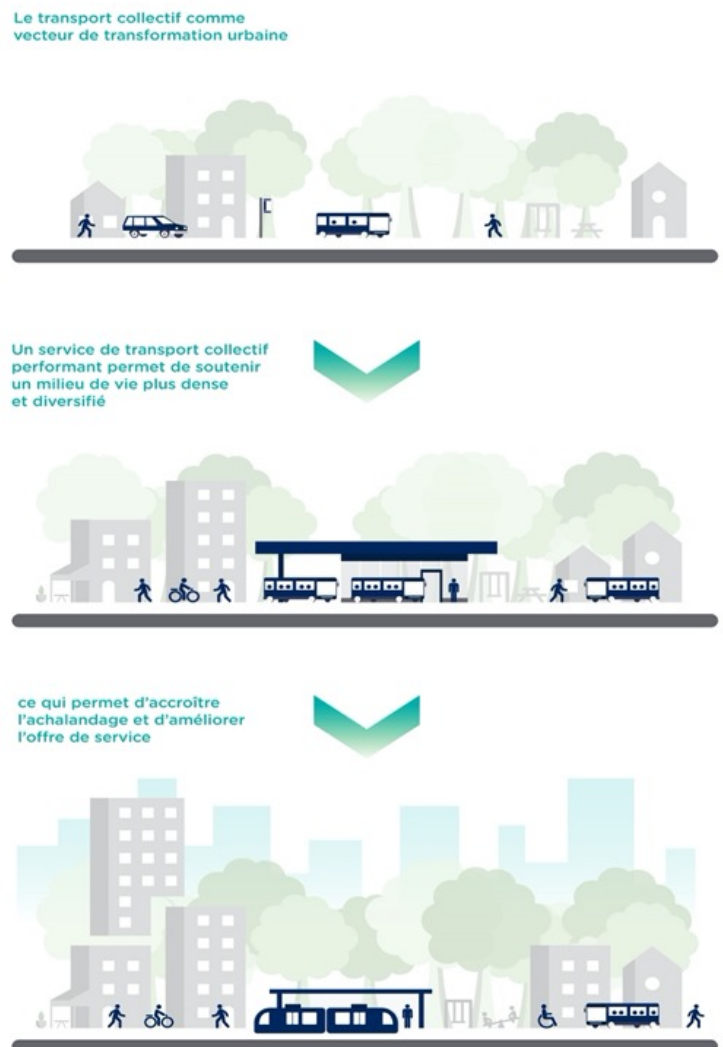 Le transport collectif comme
vecteur de transformation urbaine
Un service de transport collectif
performant permet de soutenir
un milieu de vie plus dense
et diversifié
ce qui permet d'accroître
l'achalandage et d'améliorer
l'offre de service